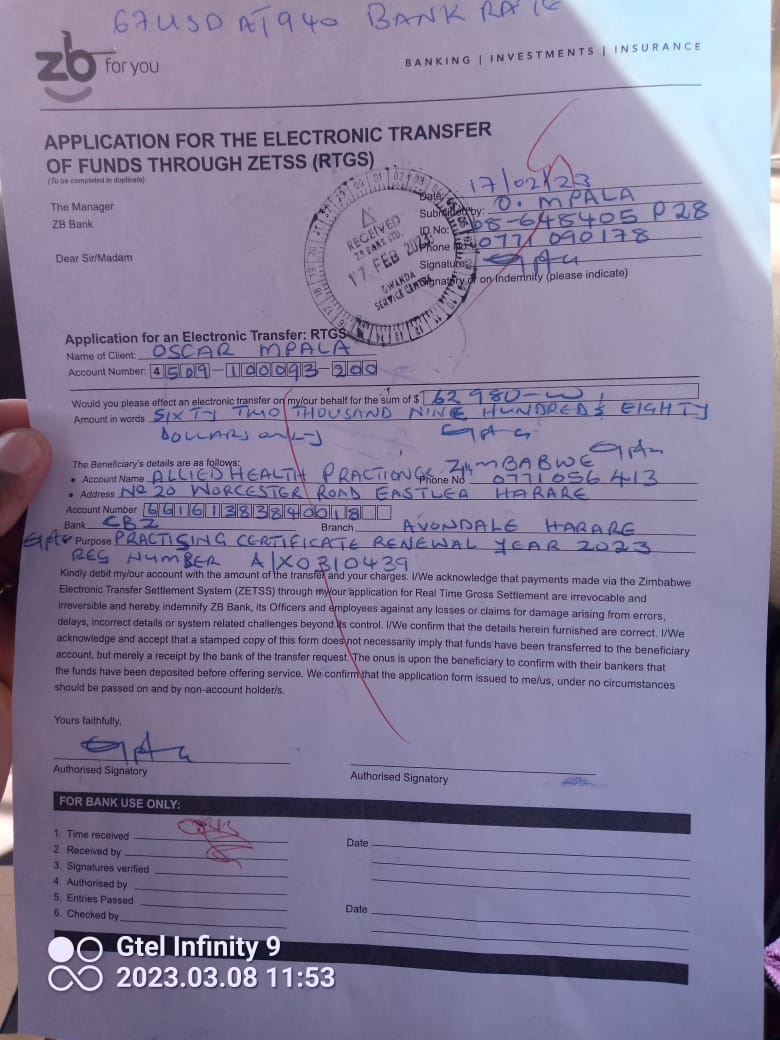 67 USD AT 940 BANK RATE
zb for you
BANKING | INVESTMENTS | INSURANCE
APPLICATION FOR THE ELECTRONIC TRANSFER
OF FUNDS THROUGH ZETSS (RTGS)
(To be completed in duplicate)
The Manager
ZB Bank
Dear Sir/Madam
RECEIVED
ZB BANK LTD.
17 FEB 2023
GWANDA
SERVICE CENTRE
Date: 17/02/23
Submitted by: O. MPALA
ID No: 08-648405 P 28
Phone No: 0771 090178
Signature:
Signatory or on Indemnity (please indicate)
Application for an Electronic Transfer: RTGS
Name of Client: OSCAR MPALA
Account Number: 4509-100093-200
Would you please effect an electronic transfer on my/our behalf for the sum of $ 62 980-
Amount in words SIXTY TWO THOUSAND NINE HUNDRED & EIGHTY
DOLLARS ONLY
The Beneficiary's details are as follows:
• Account Name ALLIED HEALTH PRACTIONS ZIMBABWE Phone No 0771 056 413
• Address No 20 WORCESTER ROAD EASTLEA HARARE
Account Number 66161383840018
Bank CBZ Branch AVONDALE HARARE
Purpose PRACTISING CERTIFICATE RENEWAL YEAR 2023
REG NUMBER A/X0310439
Kindly debit my/our account with the amount of the transfer and your charges. I/We acknowledge that payments made via the Zimbabwe
Electronic Transfer Settlement System (ZETSS) through my/our application for Real Time Gross Settlement are irrevocable and
irreversible and hereby indemnify ZB Bank, its Officers and employees against any losses or claims for damage arising from errors,
delays, incorrect details or system related challenges beyond its control. I/We confirm that the details herein furnished are correct. I/We
acknowledge and accept that a stamped copy of this form does not necessarily imply that funds have been transferred to the beneficiary
account, but merely a receipt by the bank of the transfer request. The onus is upon the beneficiary to confirm with their bankers that
the funds have been deposited before offering service. We confirm that the application form issued to me/us, under no circumstances
should be passed on and by non-account holder/s.
Yours faithfully,
Authorised Signatory
Authorised Signatory
FOR BANK USE ONLY:
1. Time received
2. Received by
3. Signatures verified
4. Authorised by
5. Entries Passed
6. Checked by
Date
Date
Gtel Infinity 9
2023.03.08 11:53